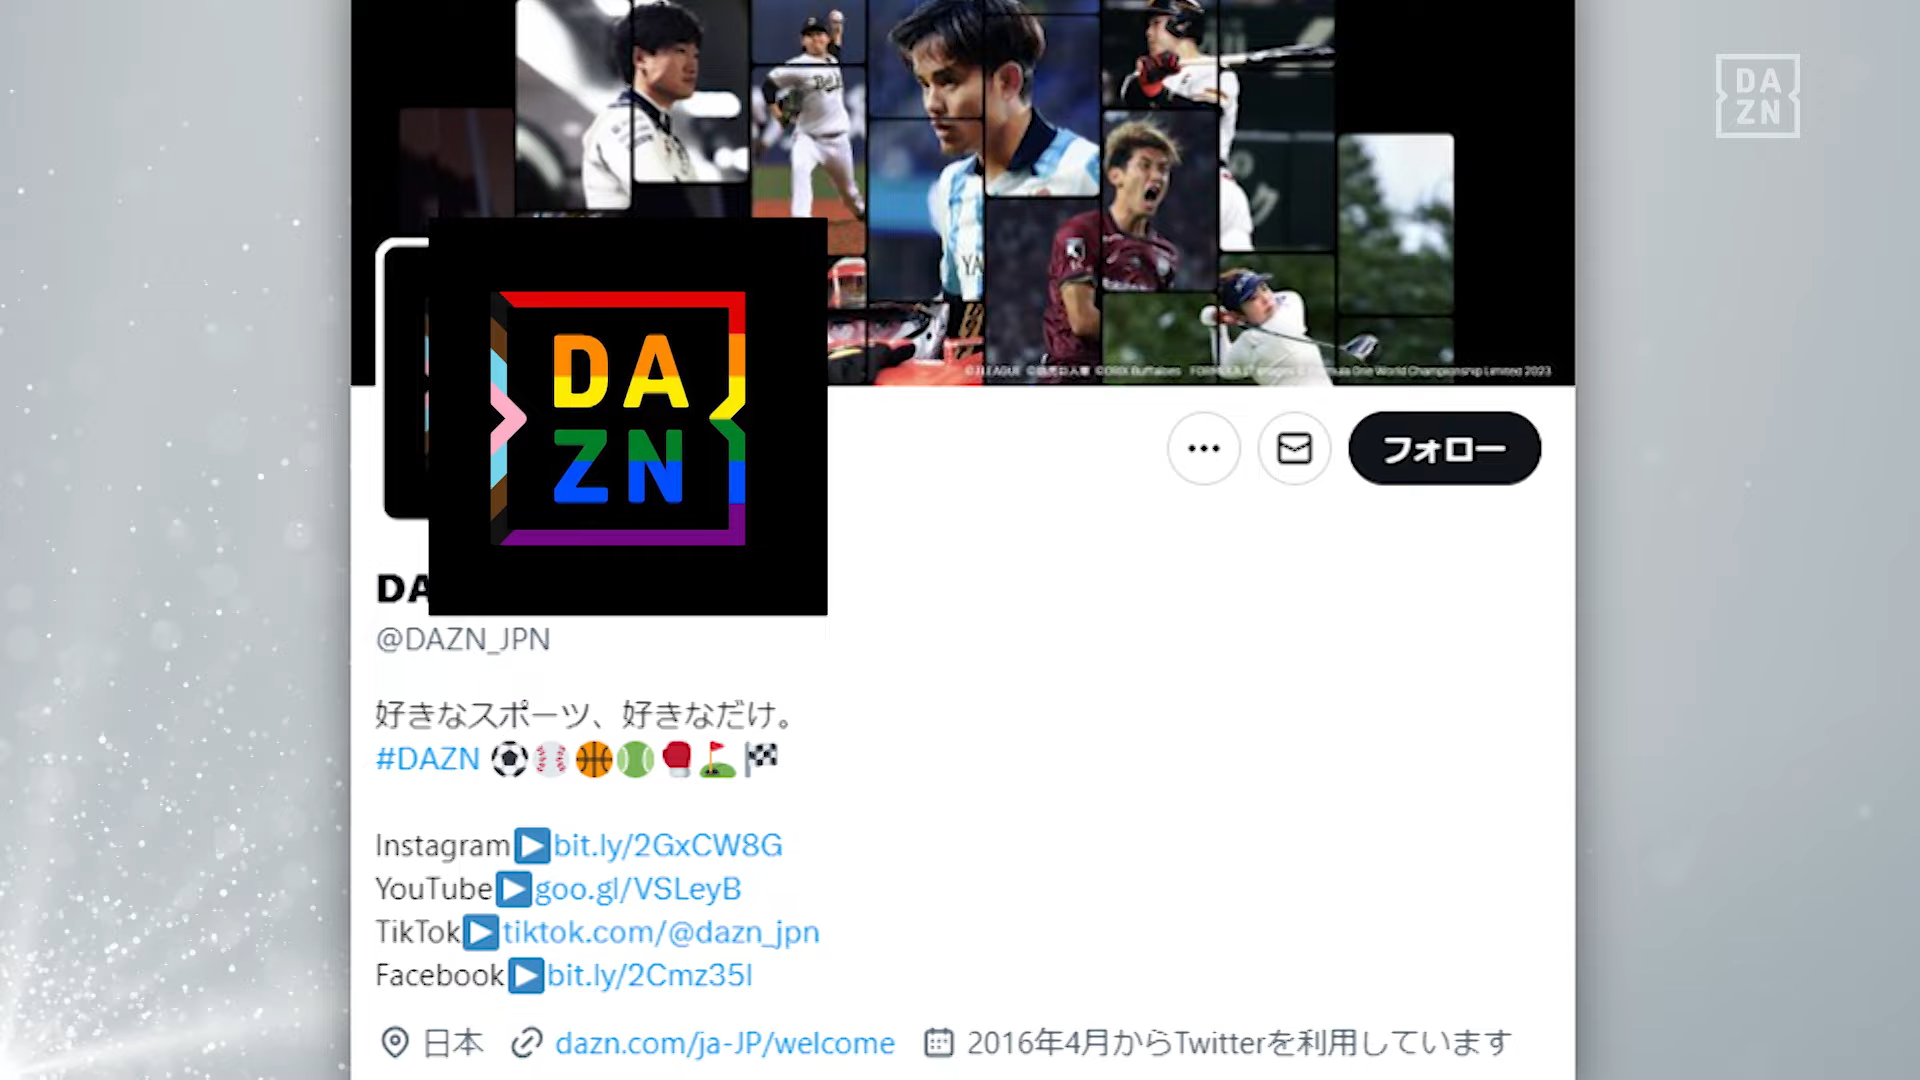 DA
ZN
DA
ZN
フォロー
DA
@DAZN_JPN
好きなスポーツ、好きなだけ。
#DAZN
Instagram▶bit.ly/2GxCW8G
YouTube▶goo.gl/VSLeyB
TikTok▶tiktok.com/@dazn_jpn
Facebook▶bit.ly/2Cmz35l
日本 dazn.com/ja-JP/welcome 2016年4月からTwitterを利用しています